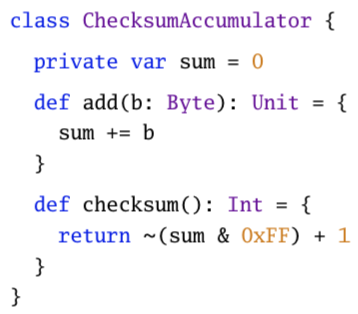 class ChecksumAccumulator {
  private var sum = 0
  def add(b: Byte): Unit = {
    sum += b
  }
  def checksum(): Int = {
    return ~(sum & 0xFF) + 1
  }
}